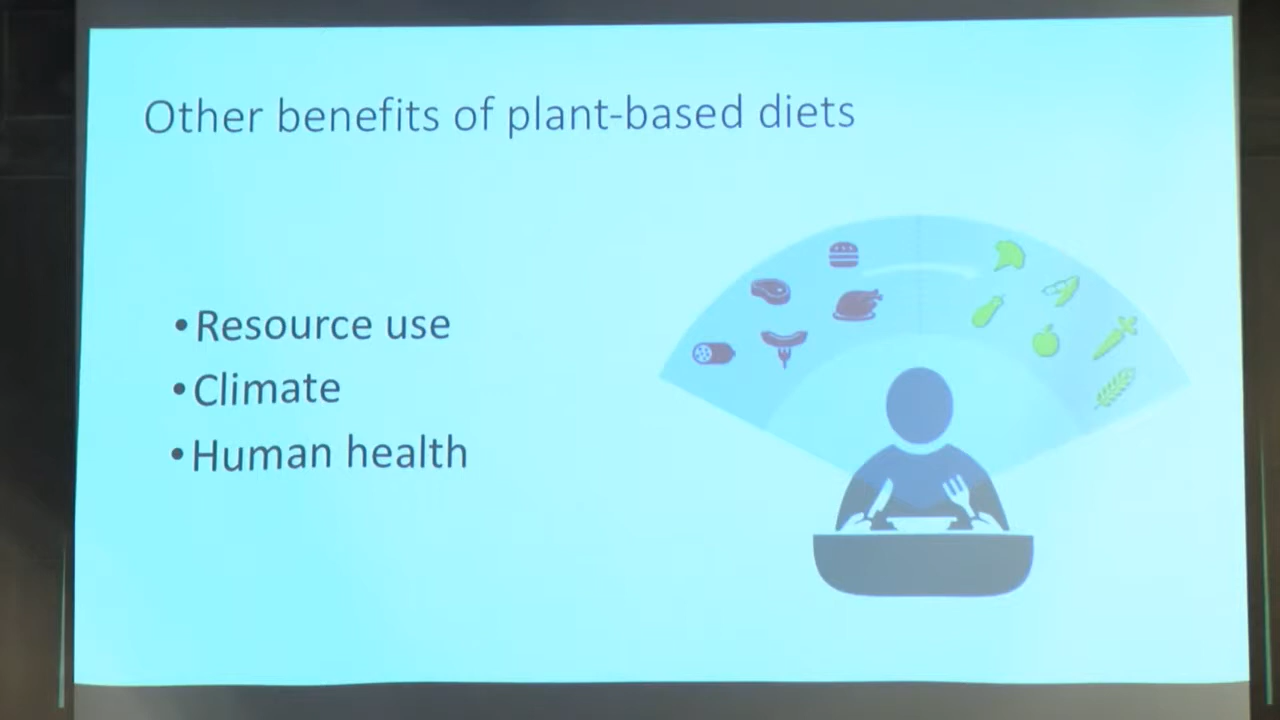 Other benefits of plant-based diets
•Resource use
•Climate
•Human health